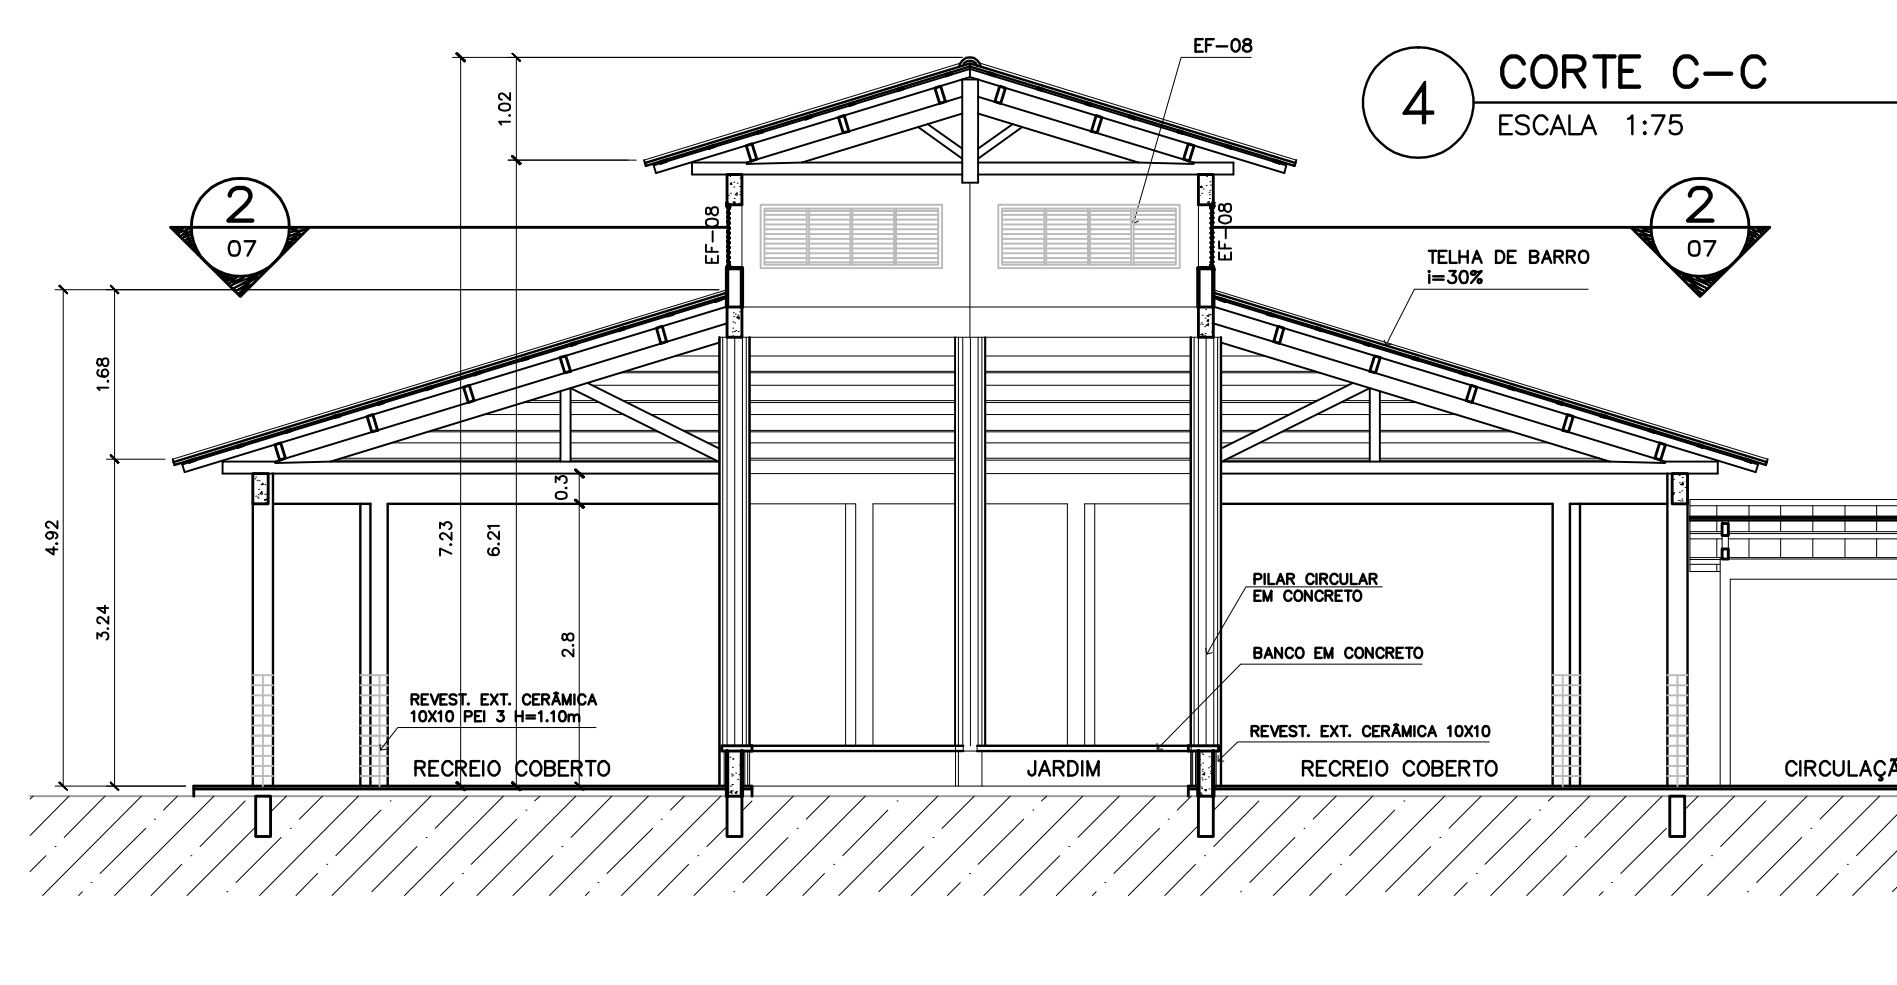 EF-08
4
CORTE C-C
ESCALA 1:75
1.02
2
07
2
07
EF-08
EF-08
TELHA DE BARRO
i=30%
1.68
0.3
4.92
7.23
6.21
3.24
2.8
PILAR CIRCULAR
EM CONCRETO
BANCO EM CONCRETO
REVEST. EXT. CERÂMICA
10X10 PEI 3 H=1.10m
REVEST. EXT. CERÂMICA 10X10
RECREIO COBERTO
JARDIM
RECREIO COBERTO
CIRCULAÇÃ